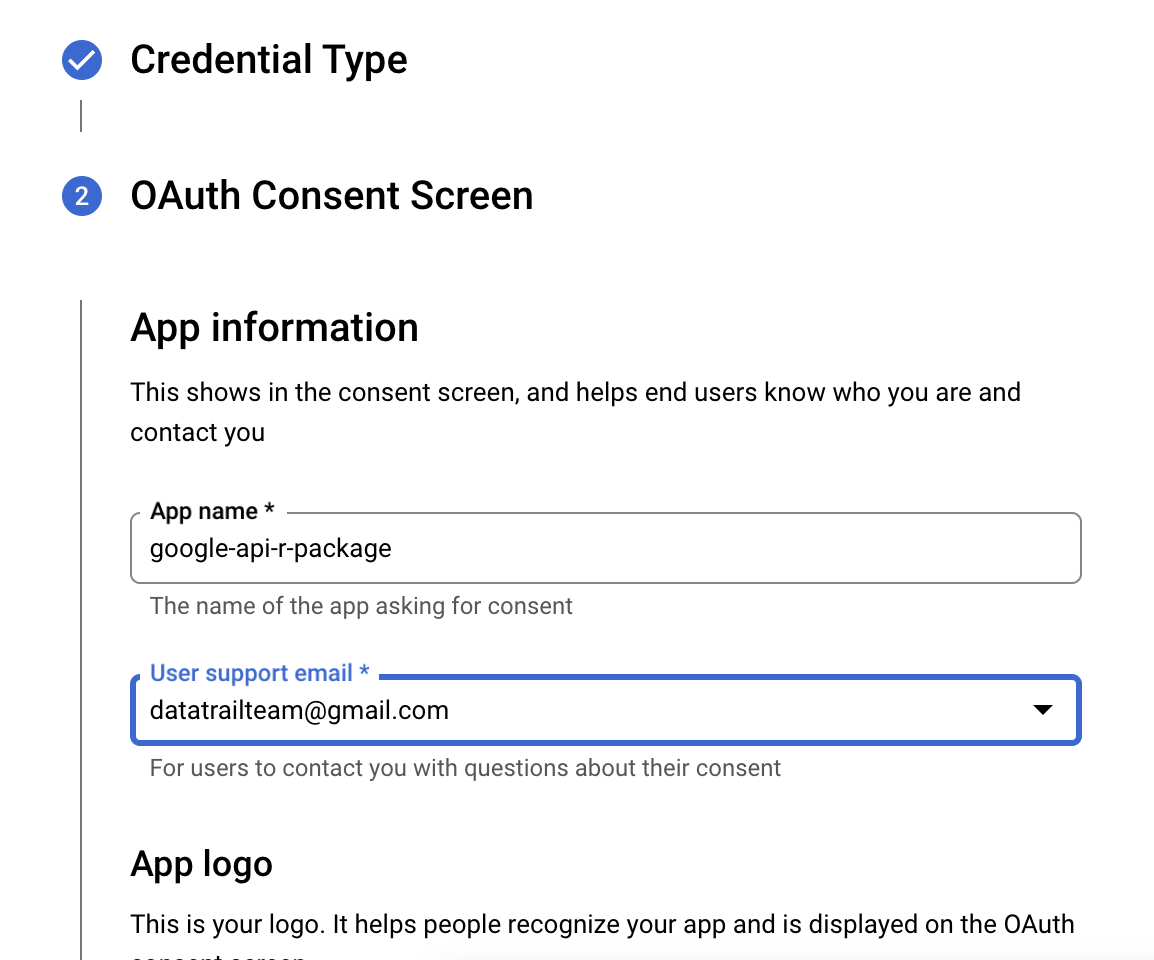 Credential Type
2 OAuth Consent Screen
App information
This shows in the consent screen, and helps end users know who you are and
contact you
App name *
google-api-r-package
The name of the app asking for consent
User support email *
datatrailteam@gmail.com
For users to contact you with questions about their consent
App logo
This is your logo. It helps people recognize your app and is displayed on the OAuth
consent screen